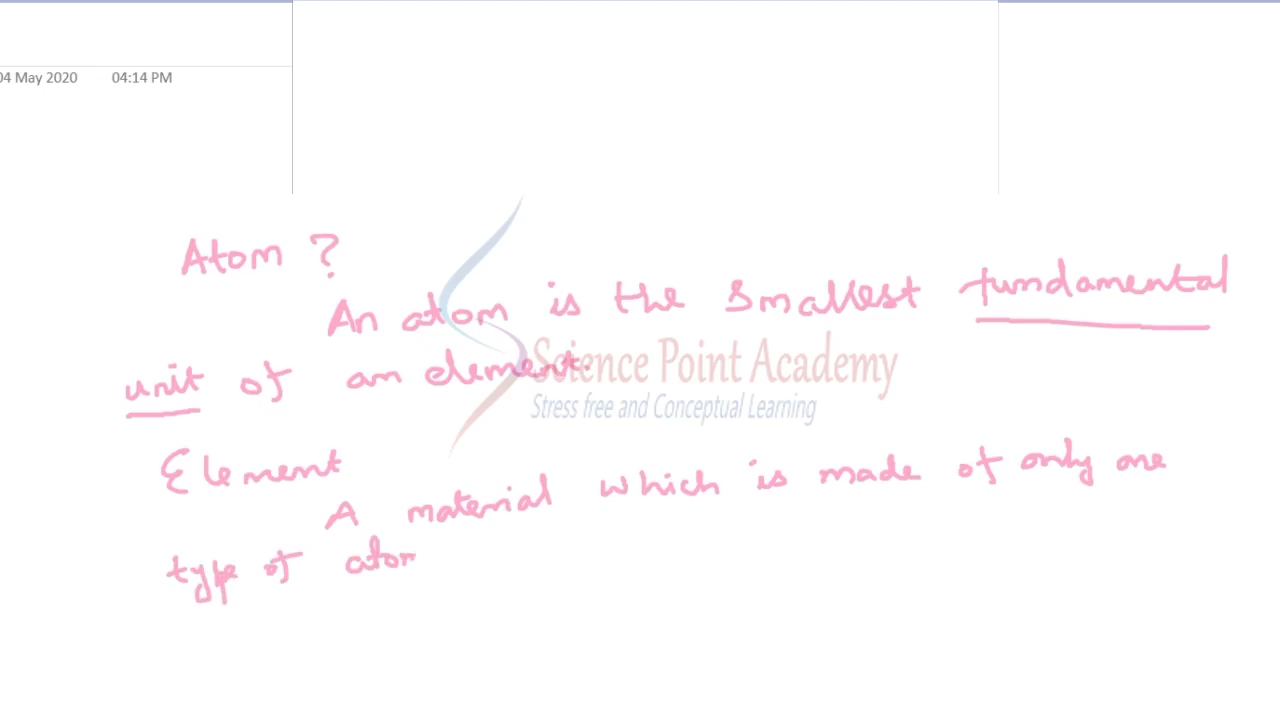 04 May 2020 04:14 PM
Atom ?
An atom is the smallest fundamental
unit of an element.
Science Point Academy
Stress free and Conceptual Learning
Element
A material which is made of only one
type of atom